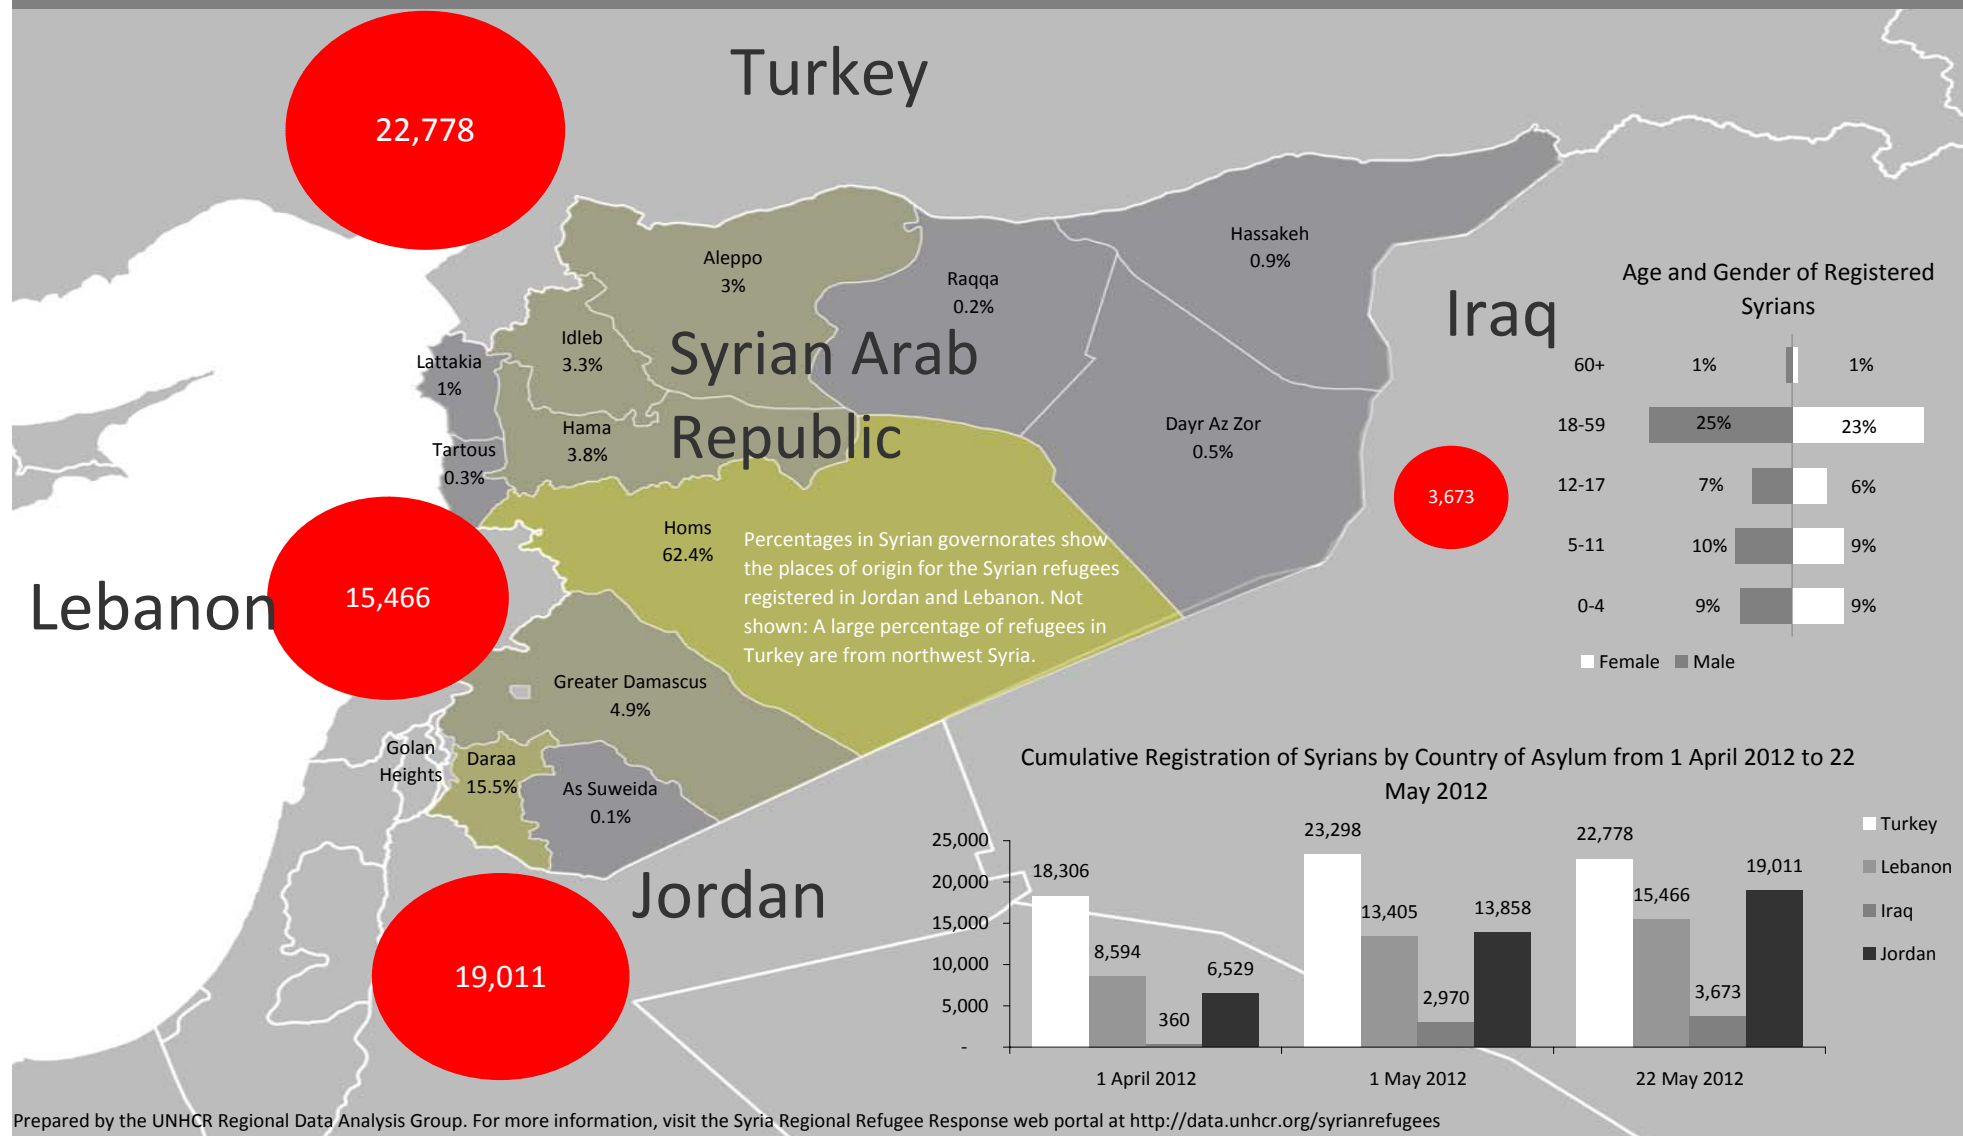 Turkey
22,778
Hassakeh
0.9%
Aleppo
3%
Raqqa
0.2%
Iraq
Idleb
3.3%
Syrian Arab
Republic
Lattakia
1%
Hama
3.8%
Dayr Az Zor
0.5%
Tartous
0.3%
3,673
Homs
62.4%
Percentages in Syrian governorates show
the places of origin for the Syrian refugees
registered in Jordan and Lebanon. Not
shown: A large percentage of refugees in
Turkey are from northwest Syria.
Lebanon
15,466
Greater Damascus
4.9%
Golan
Heights
Daraa
15.5%
As Suweida
0.1%
Jordan
19,011
Age and Gender of Registered
Syrians
60+ 1% 1%
18-59 25% 23%
12-17 7% 6%
5-11 10% 9%
0-4 9% 9%
Female Male
Cumulative Registration of Syrians by Country of Asylum from 1 April 2012 to 22
May 2012
25,000
20,000
15,000
10,000
5,000
-
18,306
8,594
360
6,529
23,298
13,405
2,970
13,858
22,778
15,466
3,673
19,011
1 April 2012 1 May 2012 22 May 2012
Turkey
Lebanon
Iraq
Jordan
Prepared by the UNHCR Regional Data Analysis Group. For more information, visit the Syria Regional Refugee Response web portal at http://data.unhcr.org/syrianrefugees